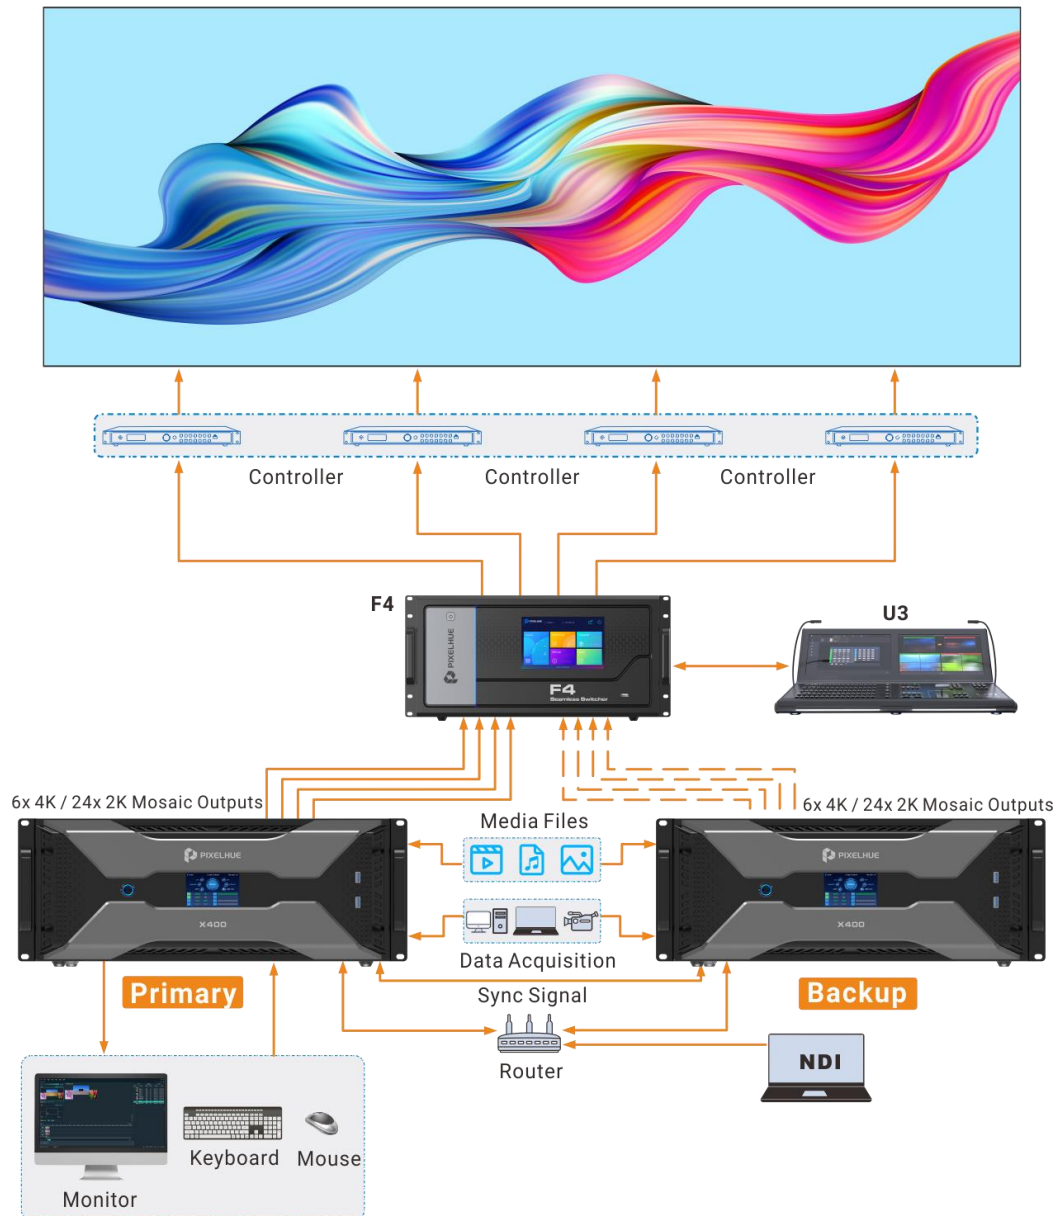 Controller
Controller
Controller
F4
U3
PIXELHUE
F4
Seamless Switcher
6x 4K / 24x 2K Mosaic Outputs
6x 4K / 24x 2K Mosaic Outputs
Media Files
PIXELHUE
PIXELHUE
X400
X400
Data Acquisition
Primary
Sync Signal
Backup
Router
NDI
Keyboard
Mouse
Monitor